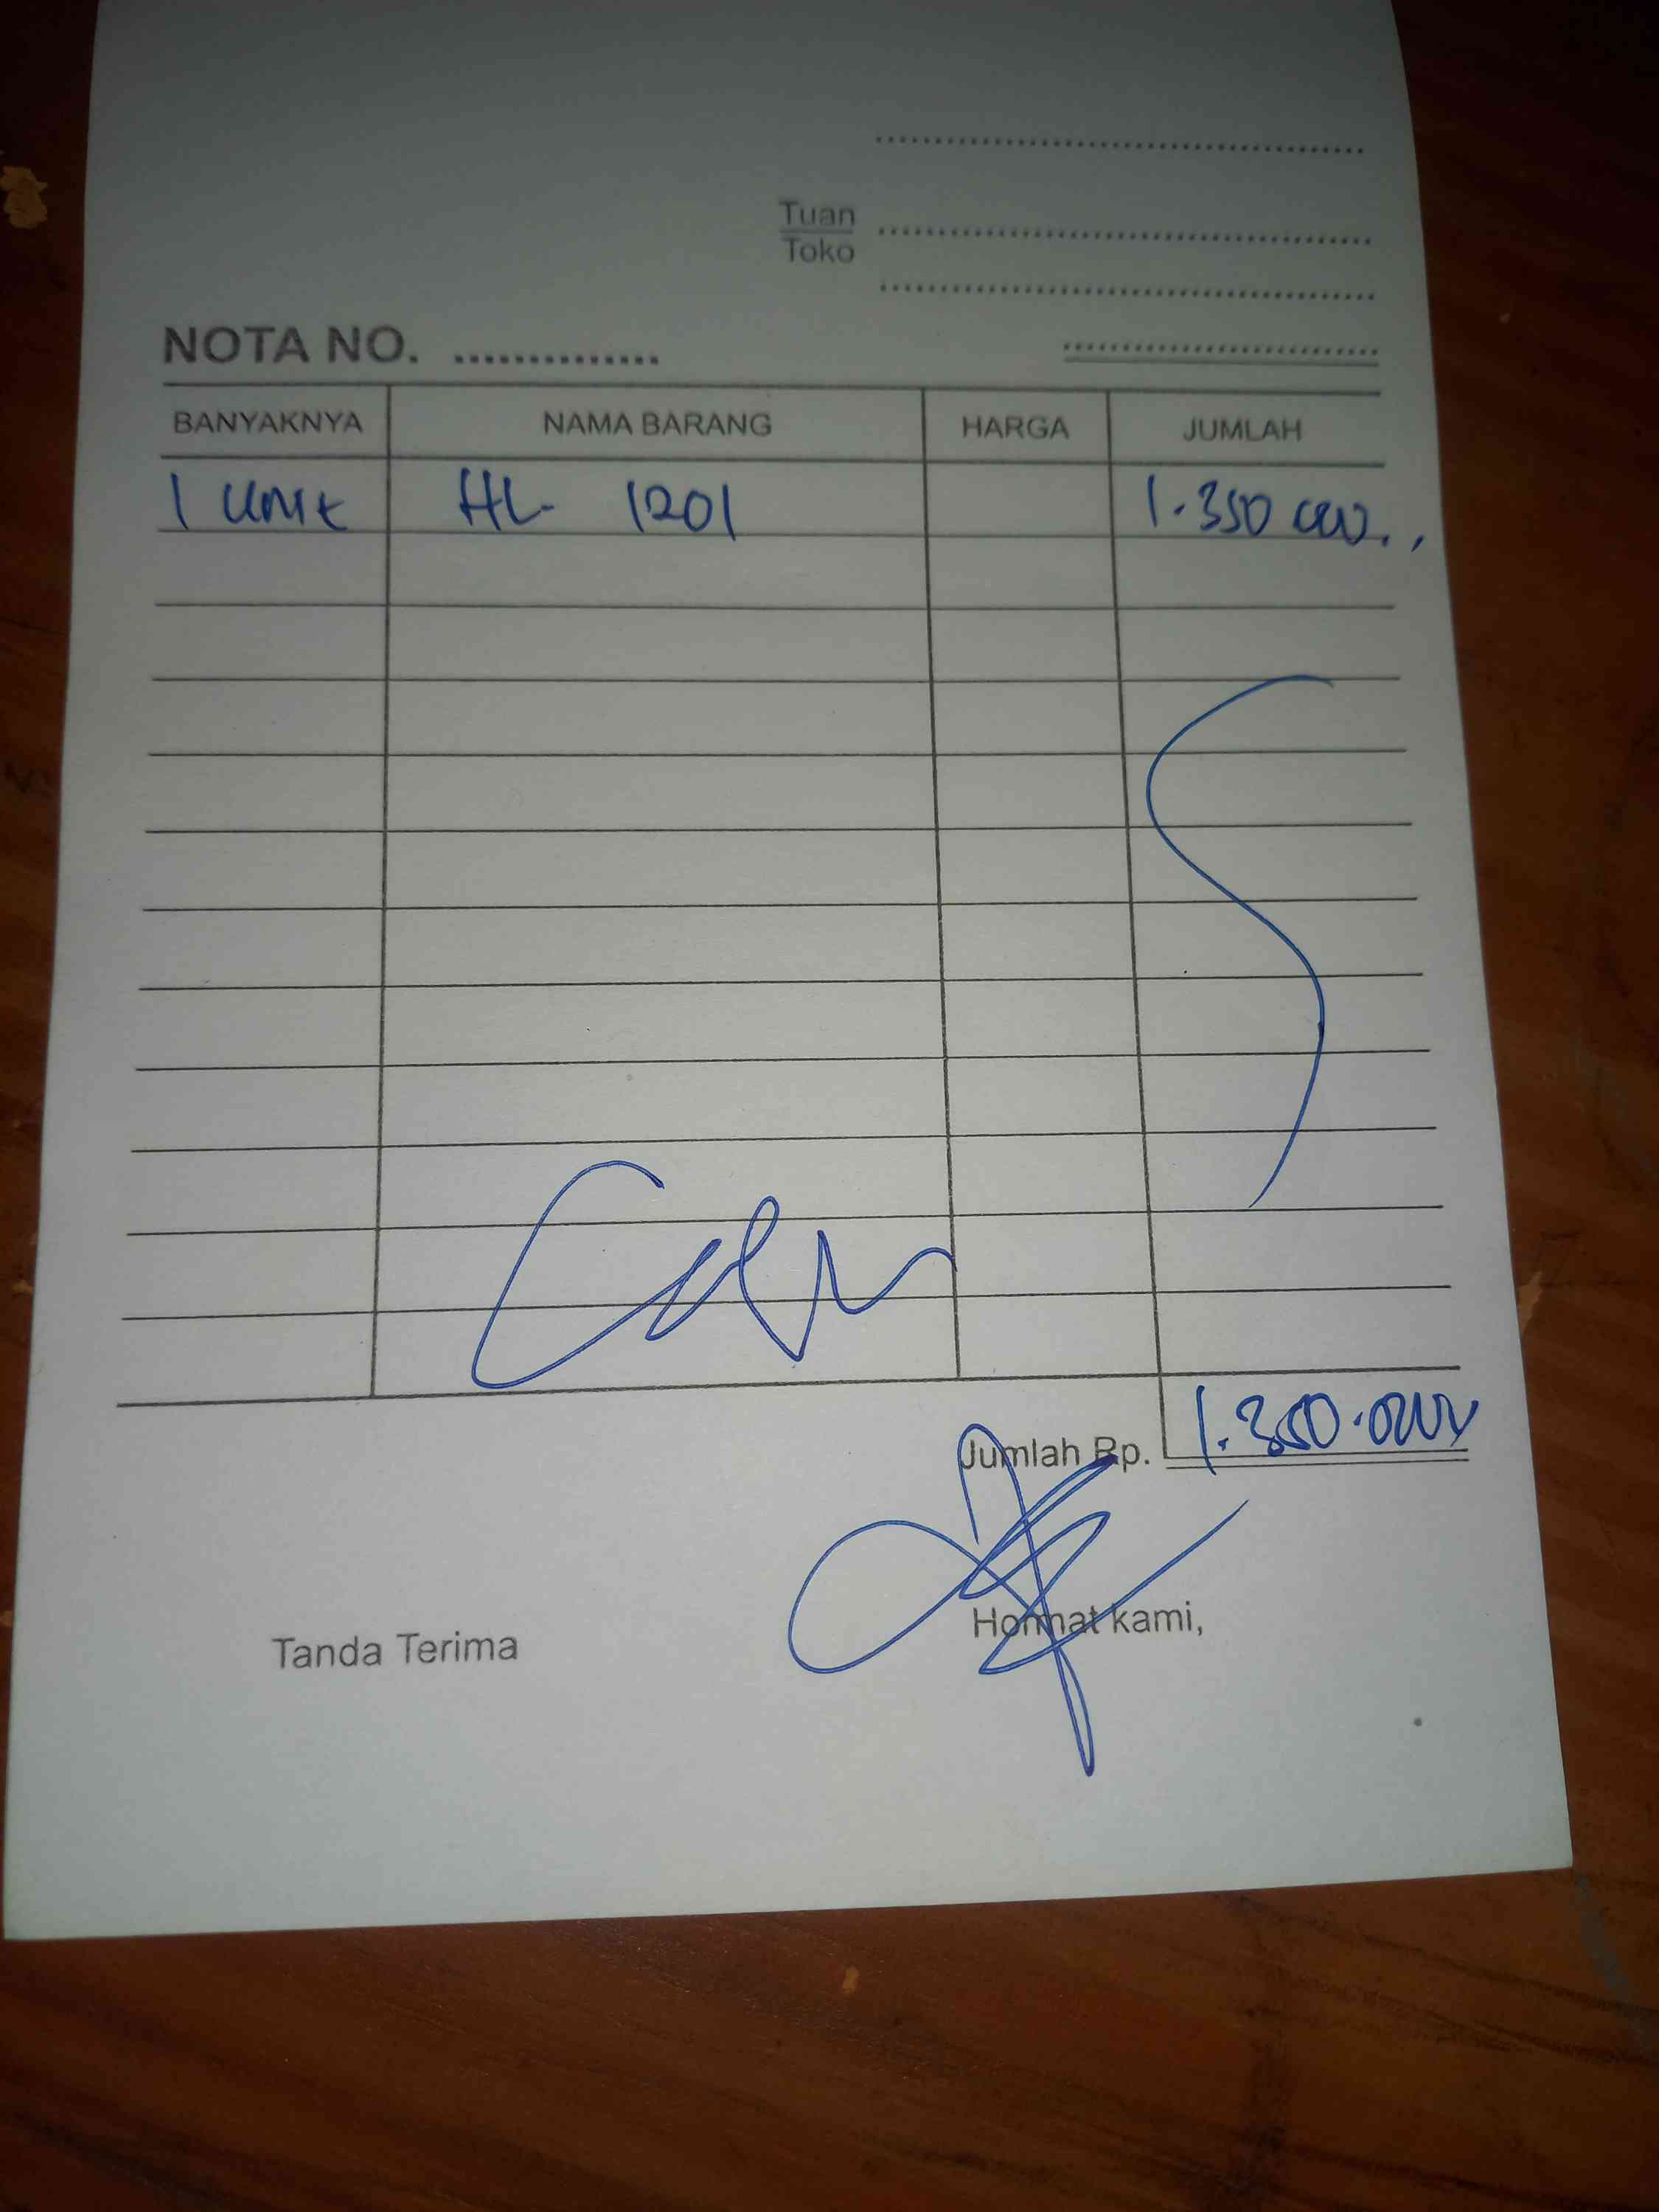 Tuan
Toko
NOTA NO.
BANYAKNYA NAMA BARANG HARGA JUMLAH
1 unit HL- 1201 1.350 000.,
Jumlah Rp. 1.350.000
Tanda Terima Hormat kami,